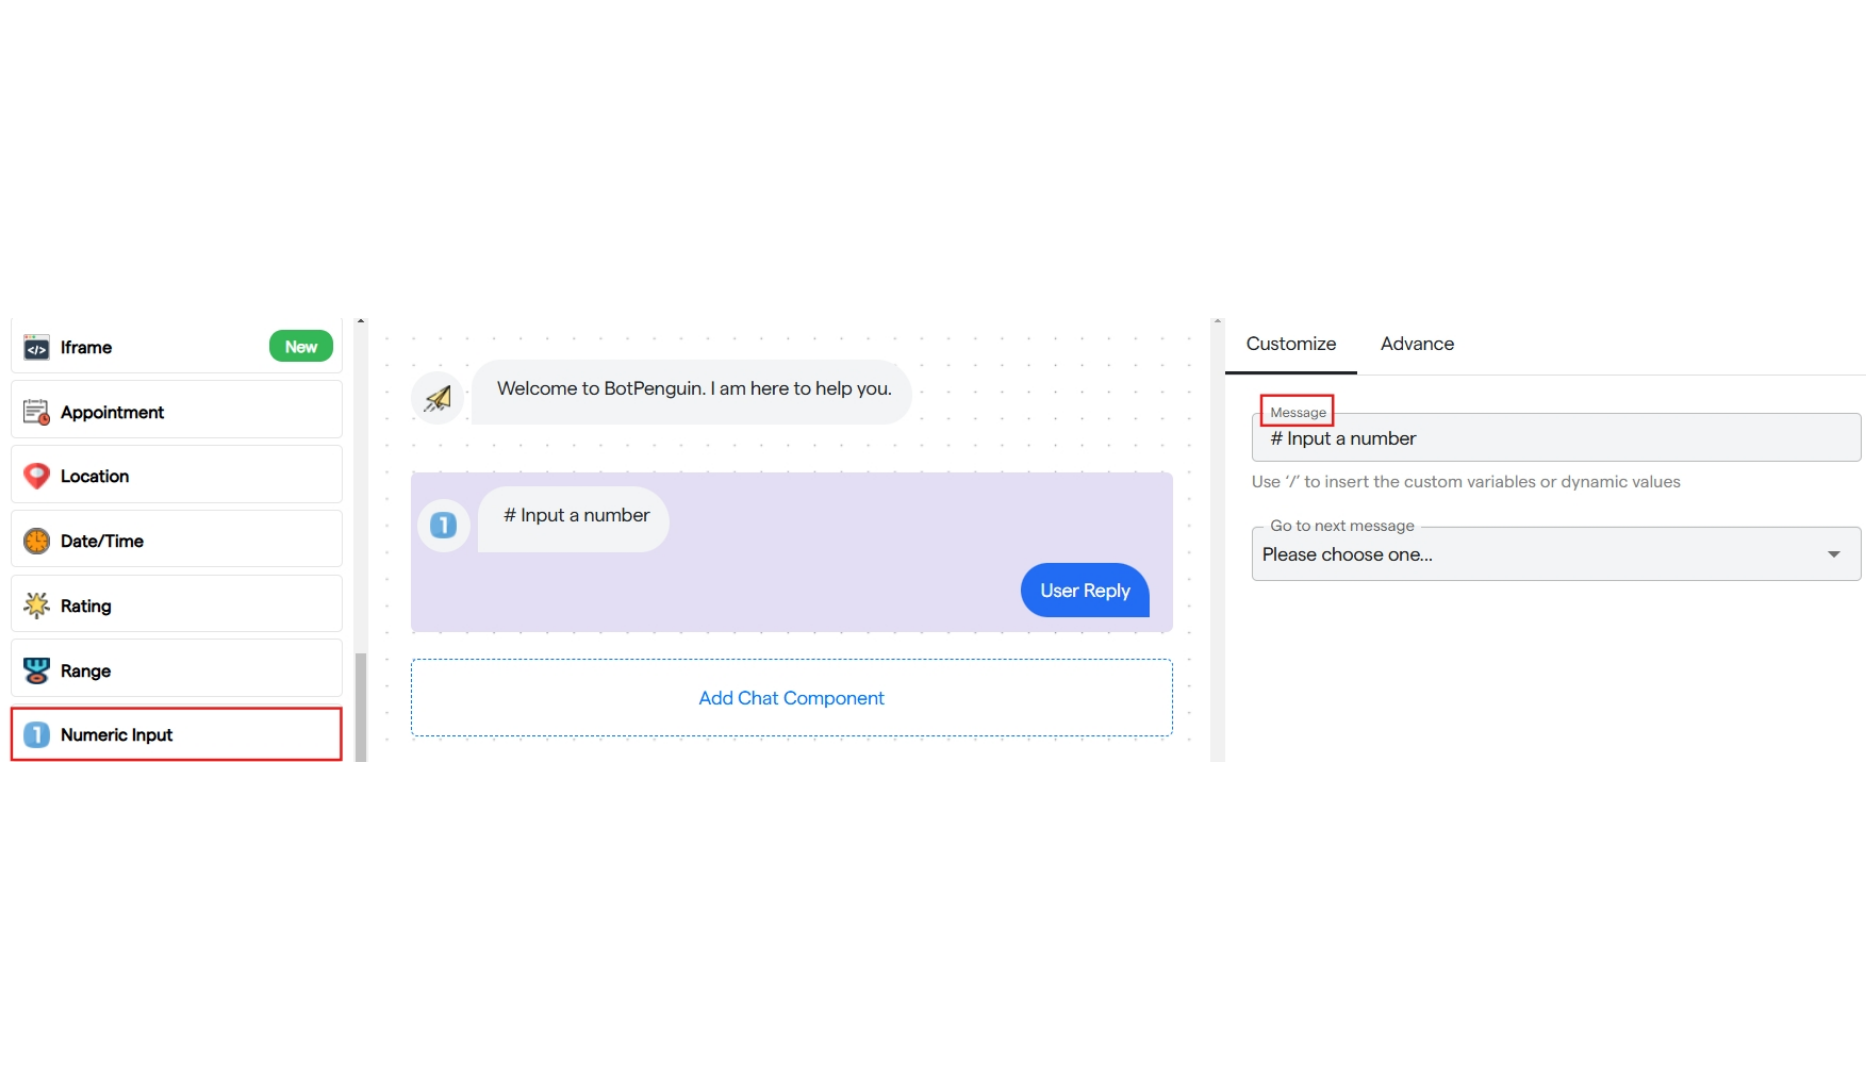 Iframe
New
Appointment
Location
Date/Time
Rating
Range
1 Numeric Input
Welcome to BotPenguin. I am here to help you.
1
# Input a number
User Reply
Add Chat Component
Customize
Advance
Message
# Input a number
Use ‘/’ to insert the custom variables or dynamic values
Go to next message
Please choose one...